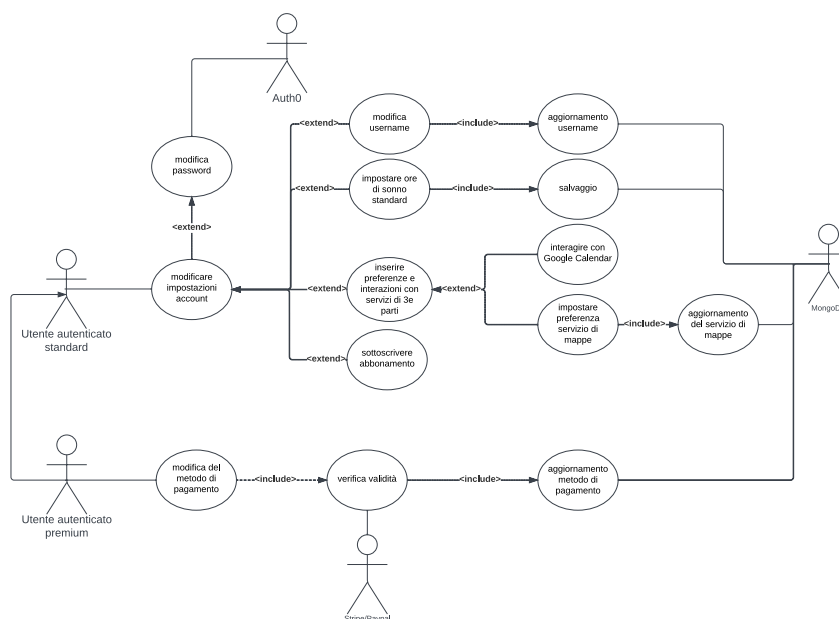 Auth0
modifica
username
aggiornamento
username
<extend>
<include>
modifica
password
impostare ore
di sonno
standard
salvaggio
<extend>
<include>
<extend>
interagire con
Google Calendar
modificare
impostazioni
account
inserire
preferenze e
interazioni con
servizi di 3e
parti
<extend>
<extend>
MongoD
Utente autenticato
standard
impostare
preferenza
servizio di
mappe
<include>
aggiornamento
del servizio di
mappe
<extend>
sottoscrivere
abbonamento
modifica del
metodo di
pagamento
<include>
verifica validità
<include>
aggiornamento
metodo di
pagamento
Utente autenticato
premium
Stripe/Paypal